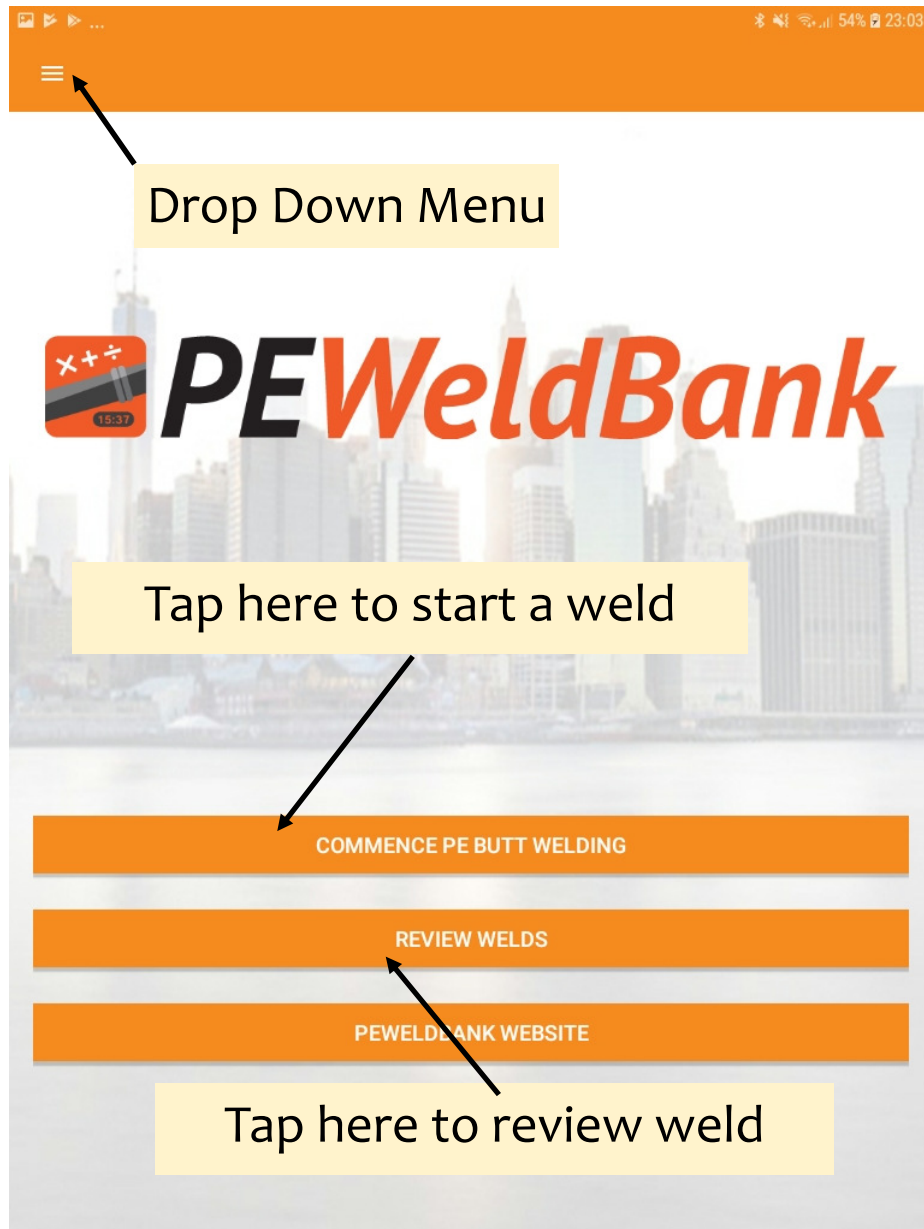 ... 54% 23:03
Drop Down Menu
×+÷
15:37
PEWeldBank
Tap here to start a weld
COMMENCE PE BUTT WELDING
REVIEW WELDS
PEWELDBANK WEBSITE
Tap here to review weld